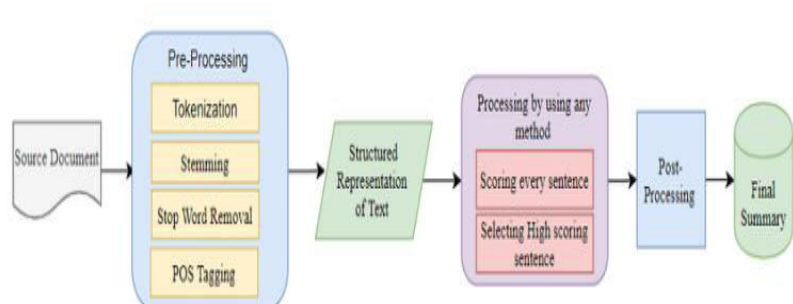 Source Document
Pre-Processing
Tokenization
Stemming
Stop Word Removal
POS Tagging
Structured
Representation
of Text
Processing by using any
method
Scoring every sentence
Selecting High scoring
sentence
Post-
Processing
Final
Summary